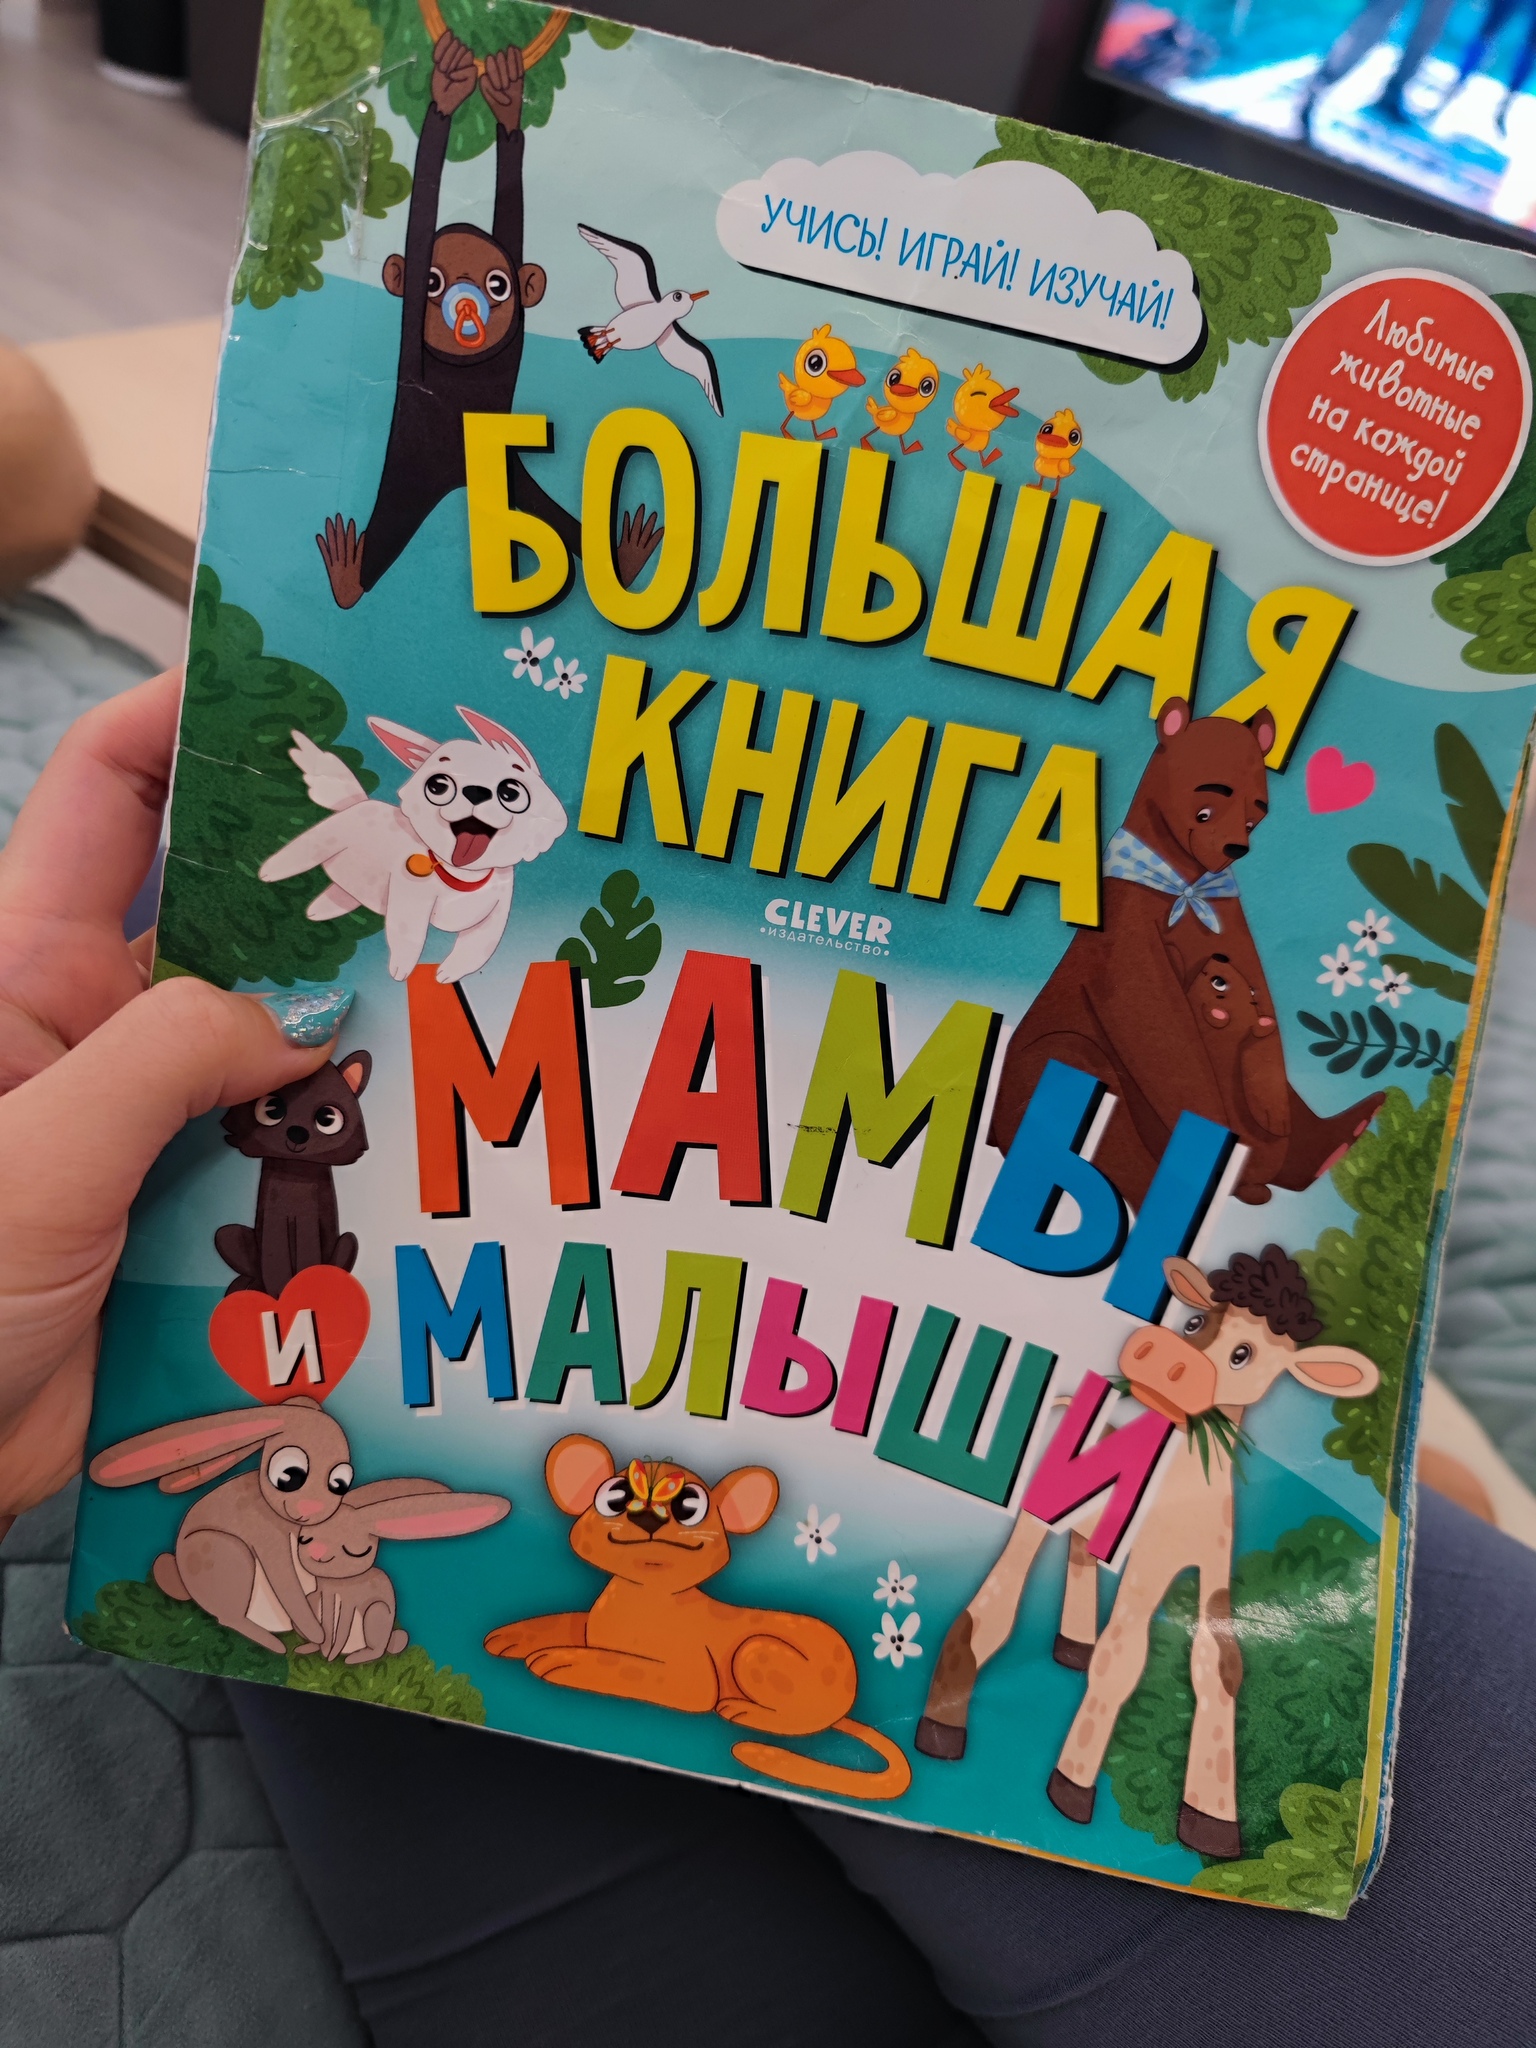 УЧИСЬ! ИГРАЙ! ИЗУЧАЙ!
Любимые
животные
на каждой
странице!
БОЛЬШАЯ
КНИГА
CLEVER
•издательство•
МАМЫ
И МАЛЫШИ